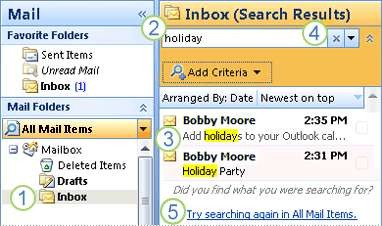 Mail «
Favorite Folders
Sent Items
Unread Mail
Inbox (1)
Mail Folders
All Mail Items
Mailbox
Deleted Items
Drafts
1 Inbox
Inbox (Search Results)
2 holiday 4
Add Criteria
Arranged By: Date Newest on top
Bobby Moore 2:35 PM
3 Add holidays to your Outlook cal...
Bobby Moore 2:31 PM
Holiday Party
Did you find what you were searching for?
5 Try searching again in All Mail Items.